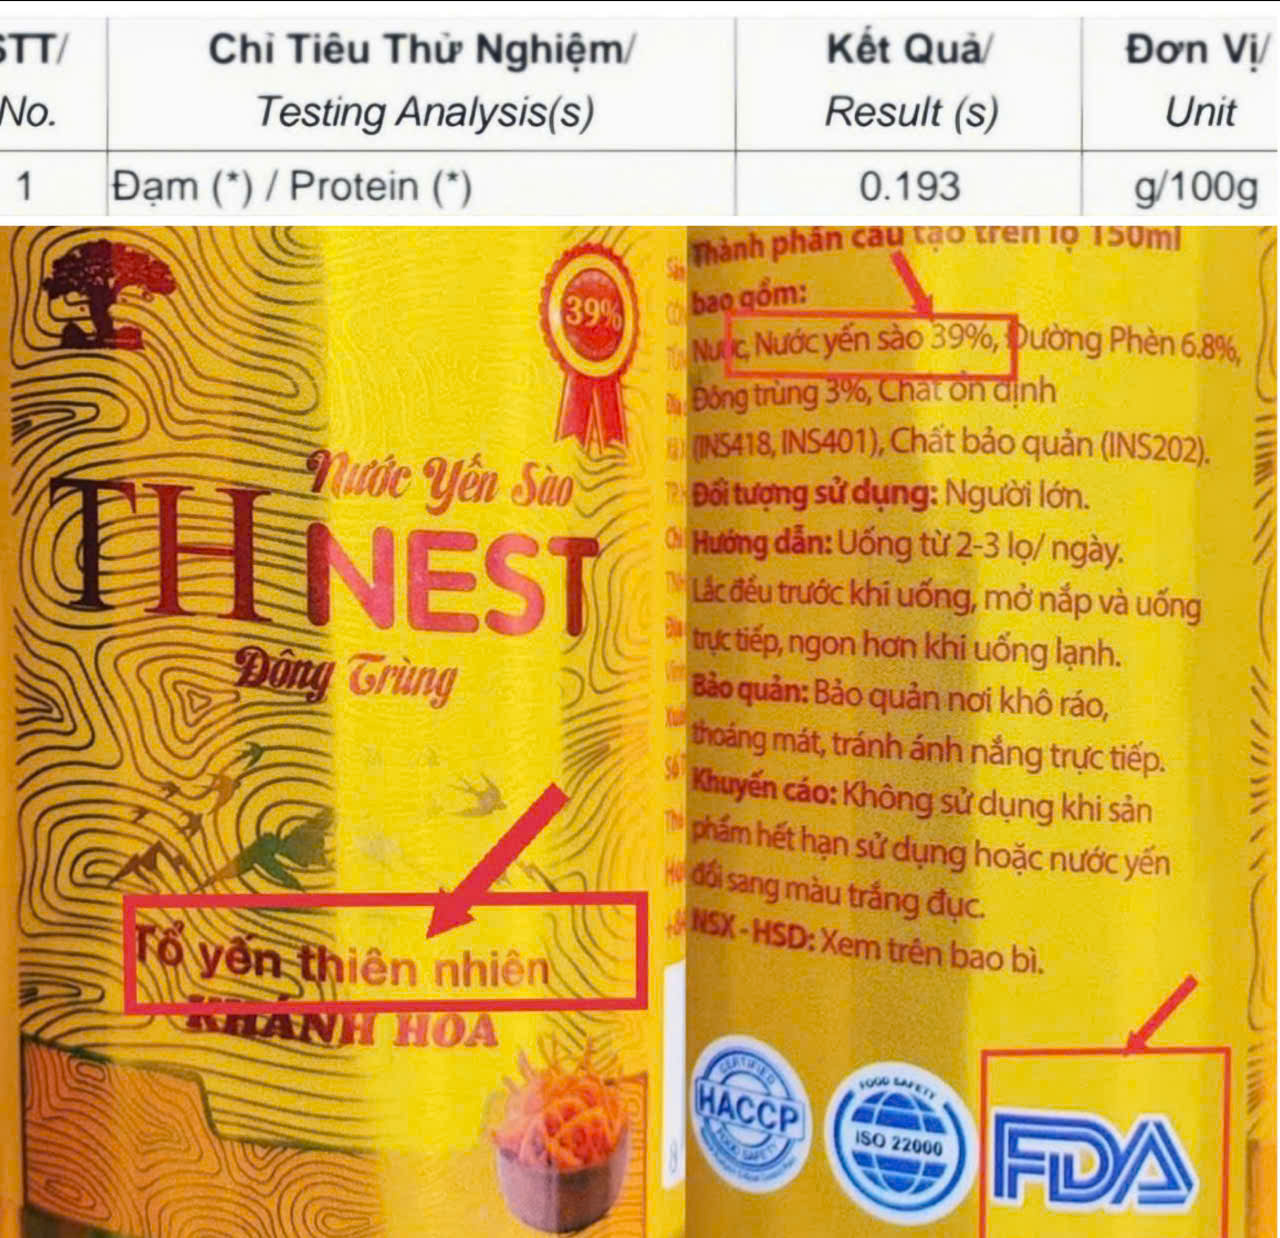 STT/ Chỉ Tiêu Thử Nghiệm/ Kết Quả/ Đơn Vị/
No. Testing Analysis(s) Result (s) Unit
1 Đạm (*) / Protein (*) 0.193 g/100g
39%
Nước Yến Sào
TH NEST
Đông Trùng
Tổ yến thiên nhiên
KHÁNH HÒA
Thành phần cấu tạo trên lọ 150ml
bao gồm:
Nước, Nước yến sào 39%, Đường Phèn 6.8%,
Đông trùng 3%, Chất ổn định
(INS418, INS401), Chất bảo quản (INS202).
Đối tượng sử dụng: Người lớn.
Hướng dẫn: Uống từ 2-3 lọ/ ngày.
Lắc đều trước khi uống, mở nắp và uống
trực tiếp, ngon hơn khi uống lạnh.
Bảo quản: Bảo quản nơi khô ráo,
thoáng mát, tránh ánh nắng trực tiếp.
Khuyến cáo: Không sử dụng khi sản
phẩm hết hạn sử dụng hoặc nước yến
đổi sang màu trắng đục.
NSX - HSD: Xem trên bao bì.
CERTIFIED
HACCP
FOOD SAFETY
FOOD SAFETY
ISO 22000
FDA